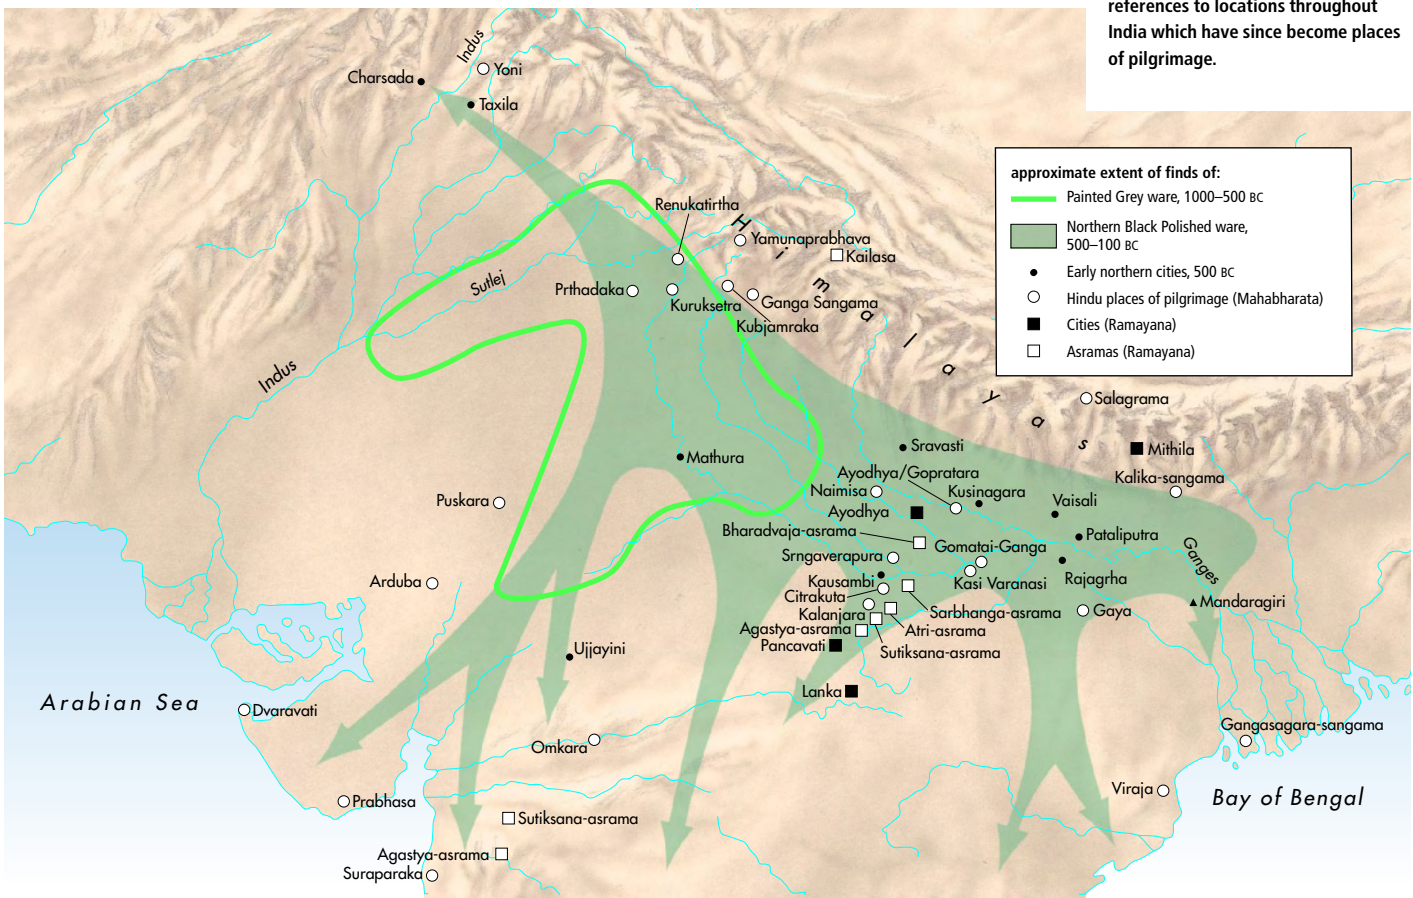 references to locations throughout
India which have since become places
of pilgrimage.
approximate extent of finds of:
Painted Grey ware, 1000–500 BC
Northern Black Polished ware,
500–100 BC
Early northern cities, 500 BC
Hindu places of pilgrimage (Mahabharata)
Cities (Ramayana)
Asramas (Ramayana)
Indus
Yoni
Charsada
Taxila
Renukatirtha
Himalayas
Yamunaprabhava
Kailasa
Sutlej
Prthadaka
Kuruksetra
Ganga Sangama
Kubjamraka
Indus
Salagrama
Mithila
Sravasti
Mathura
Ayodhya/Gopratara
Kalika-sangama
Naimisa
Kusinagara
Vaisali
Puskara
Ayodhya
Bharadvaja-asrama
Pataliputra
Gomatai-Ganga
Ganges
Srngaverapura
Kausambi
Kasi Varanasi
Rajagrha
Arduba
Citrakuta
Mandaragiri
Kalanjara
Sarbhanga-asrama
Gaya
Agastya-asrama
Atri-asrama
Pancavati
Sutiksana-asrama
Ujjayini
Lanka
Arabian Sea
Dvaravati
Gangasagara-sangama
Omkara
Viraja
Bay of Bengal
Prabhasa
Sutiksana-asrama
Agastya-asrama
Suraparaka